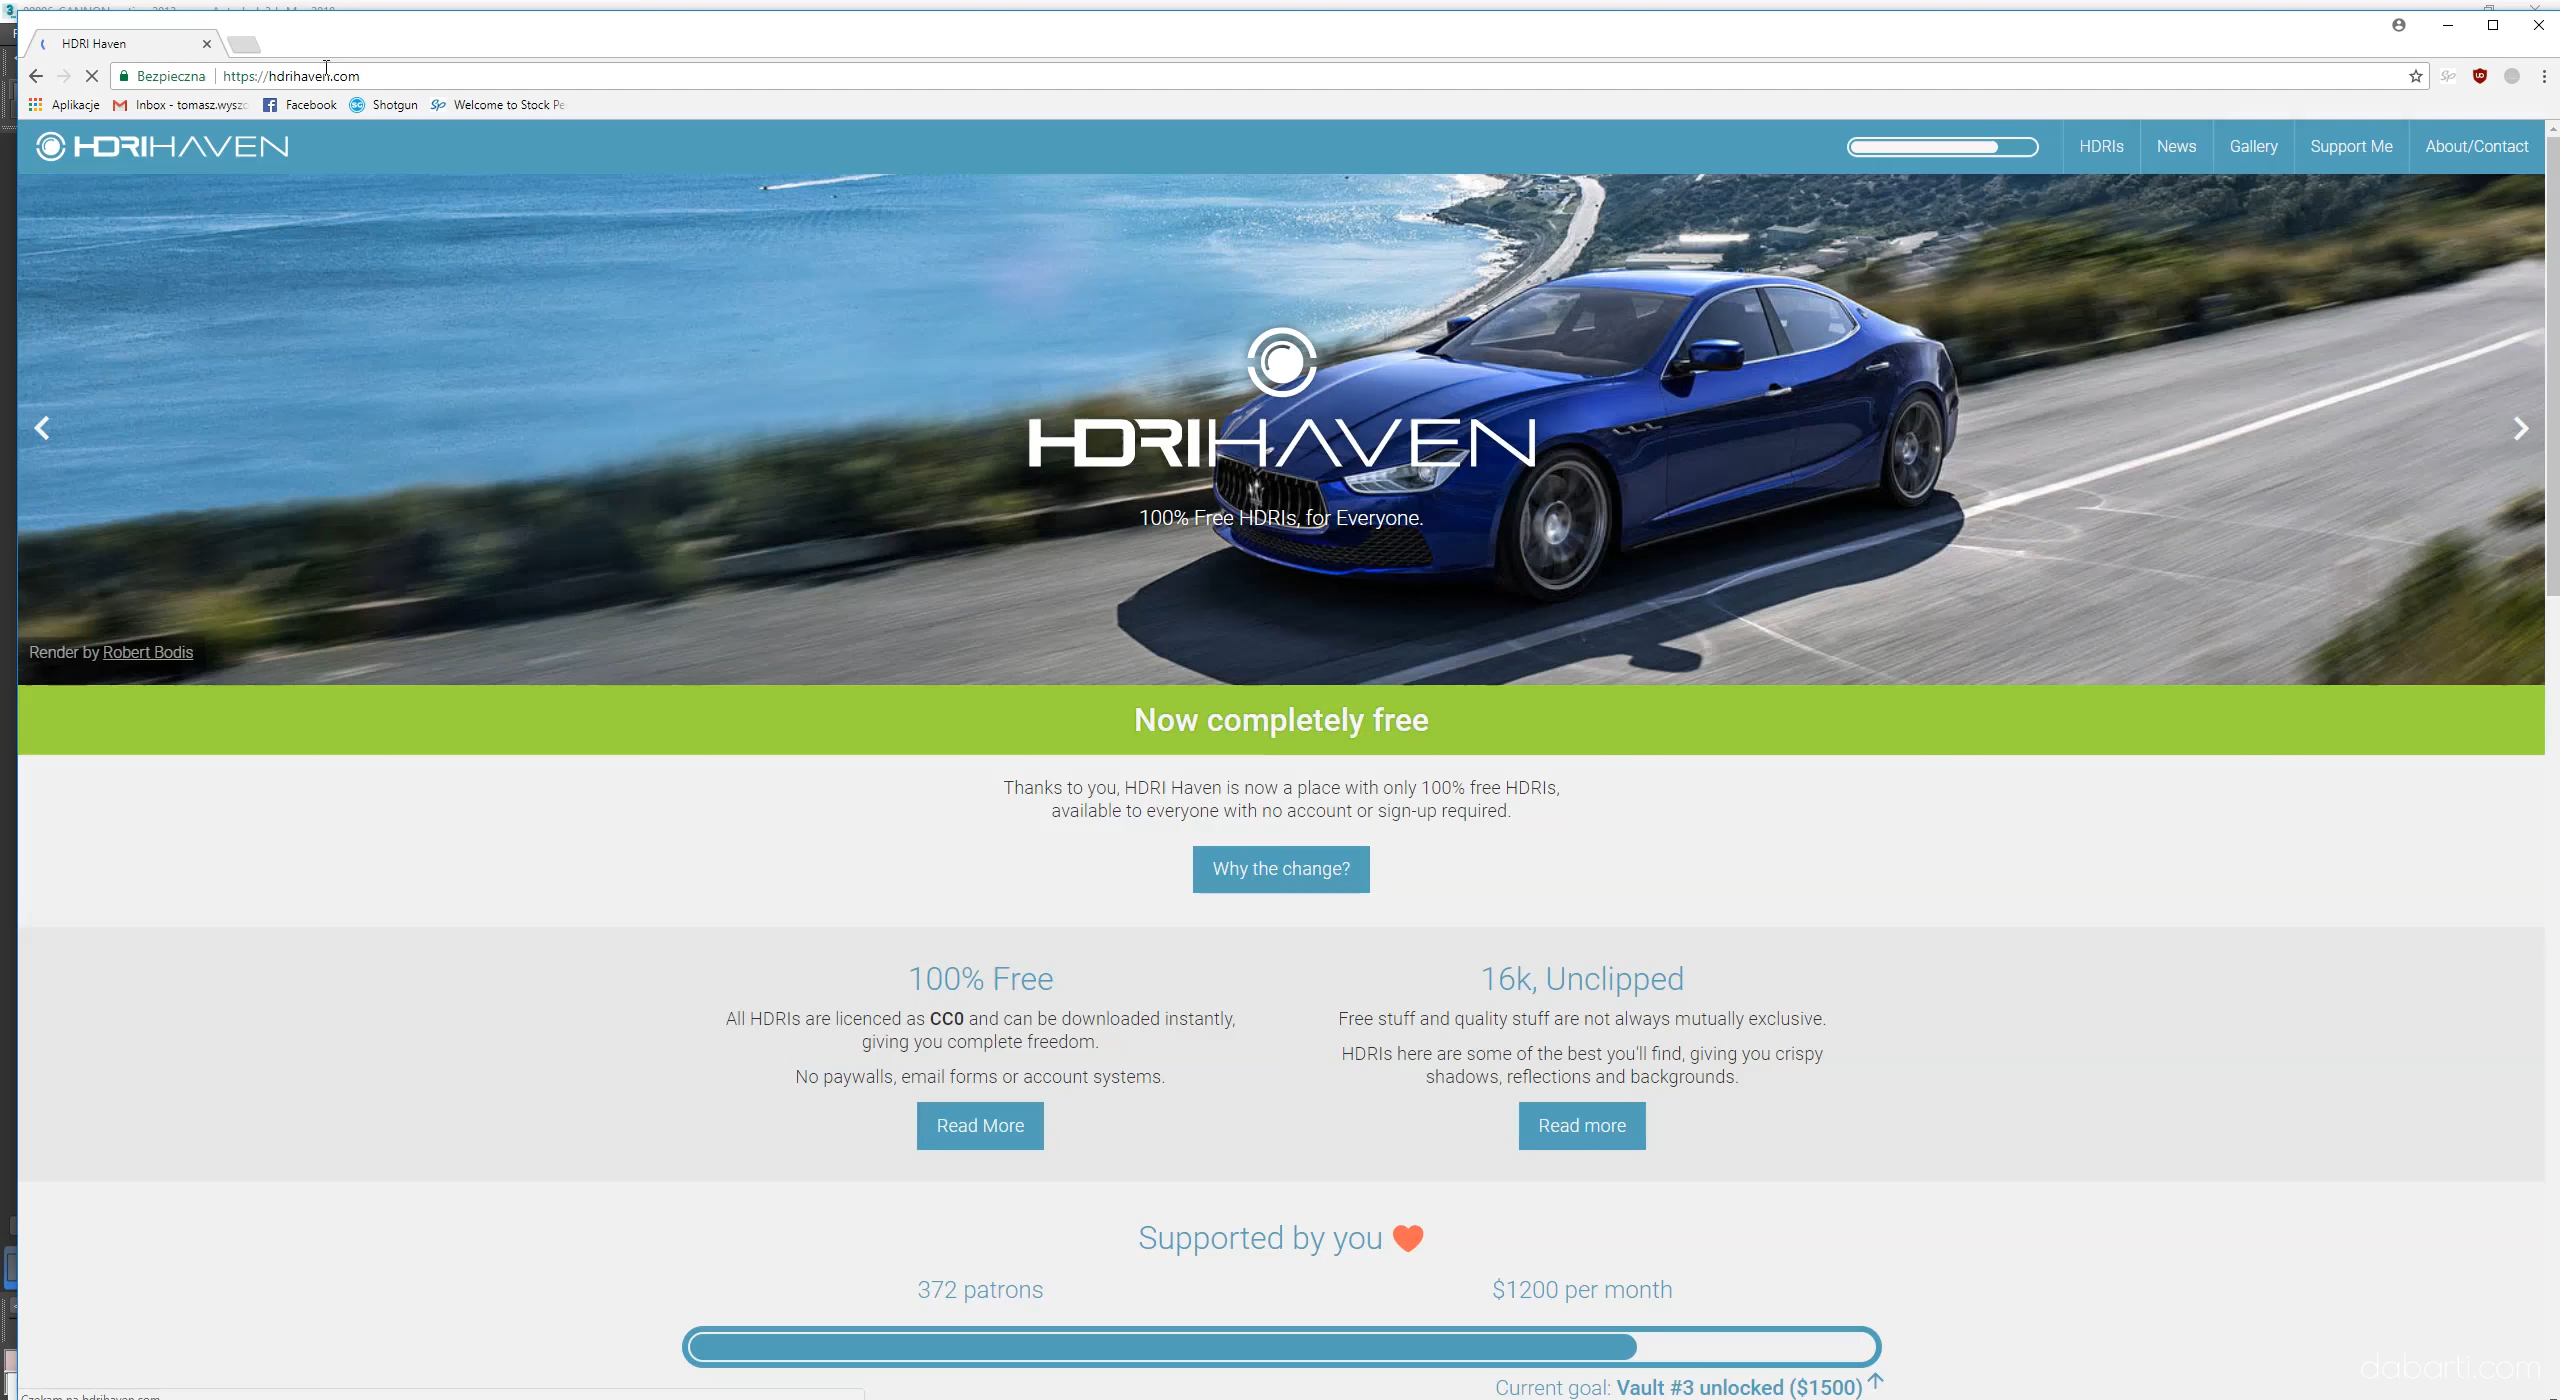 HDRI Haven
Bezpieczna https://hdrihaven.com
Aplikacje Inbox - tomasz.wysz Facebook Shotgun Welcome to Stock Pe
HDRIHAVEN HDRIs News Gallery Support Me About/Contact
HDRIHAVEN
100% Free HDRIs, for Everyone.
Render by Robert Bodis
Now completely free
Thanks to you, HDRI Haven is now a place with only 100% free HDRIs,
available to everyone with no account or sign-up required.
Why the change?
100% Free
All HDRIs are licenced as CC0 and can be downloaded instantly,
giving you complete freedom.
No paywalls, email forms or account systems.
Read More
16k, Unclipped
Free stuff and quality stuff are not always mutually exclusive.
HDRIs here are some of the best you'll find, giving you crispy
shadows, reflections and backgrounds.
Read more
Supported by you
372 patrons
$1200 per month
Current goal: Vault #3 unlocked ($1500)
dabarti.com